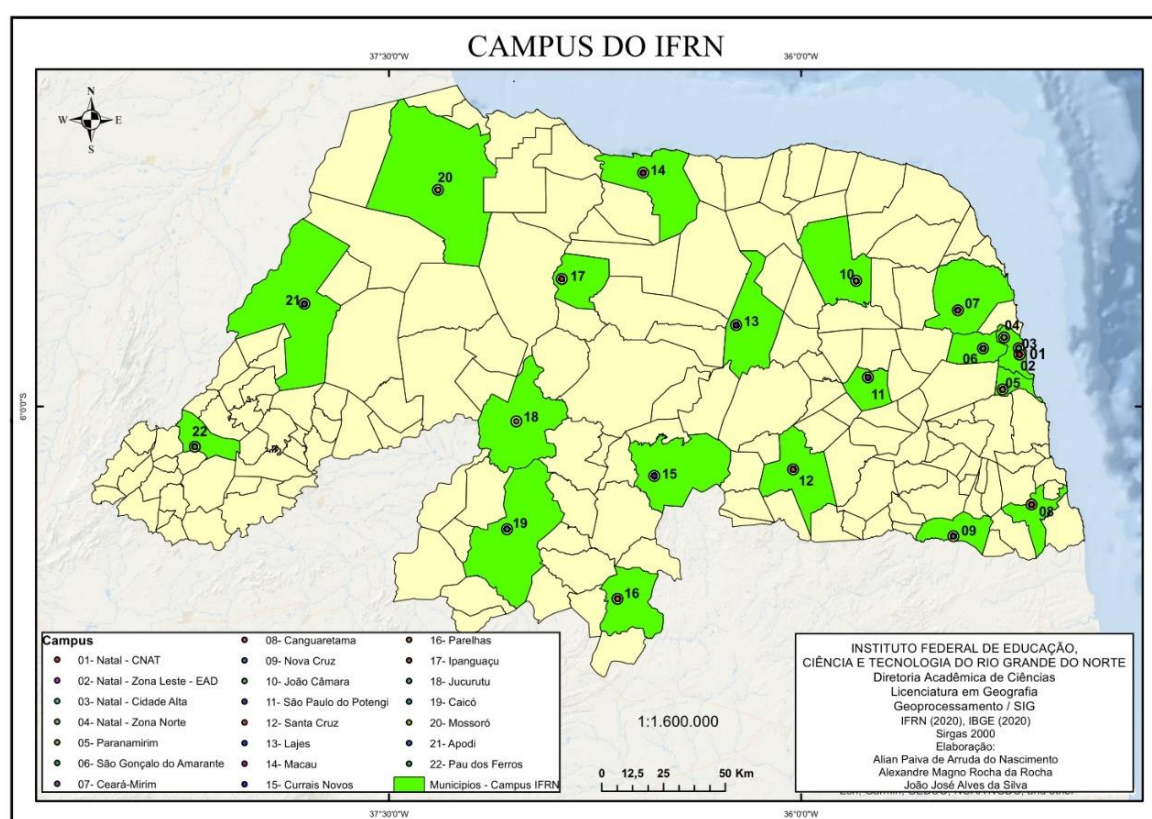 CAMPUS DO IFRN
37°30'0"W
36°0'0"W
N
W
E
S
6°0'0"S
20
14
17
10
21
13
07
04
03
06
01
02
11
05
18
22
15
12
19
08
09
16
Campus
01- Natal - CNAT
02- Natal - Zona Leste - EAD
03- Natal - Cidade Alta
04- Natal - Zona Norte
05- Paranamirim
06- São Gonçalo do Amarante
07- Ceará-Mirim
08- Canguaretama
09- Nova Cruz
10- João Câmara
11- São Paulo do Potengi
12- Santa Cruz
13- Lajes
14- Macau
15- Currais Novos
16- Parelhas
17- Ipanguaçu
18- Jucurutu
19- Caicó
20- Mossoró
21- Apodi
22- Pau dos Ferros
Municipios - Campus IFRN
1:1.600.000
0 12,5 25 50 Km
INSTITUTO FEDERAL DE EDUCAÇÃO,
CIÊNCIA E TECNOLOGIA DO RIO GRANDE DO NORTE
Diretoria Acadêmica de Ciências
Licenciatura em Geografia
Geoprocessamento / SIG
IFRN (2020), IBGE (2020)
Sirgas 2000
Elaboração:
Alian Paiva de Arruda do Nascimento
Alexandre Magno Rocha da Rocha
João José Alves da Silva
37°30'0"W
36°0'0"W